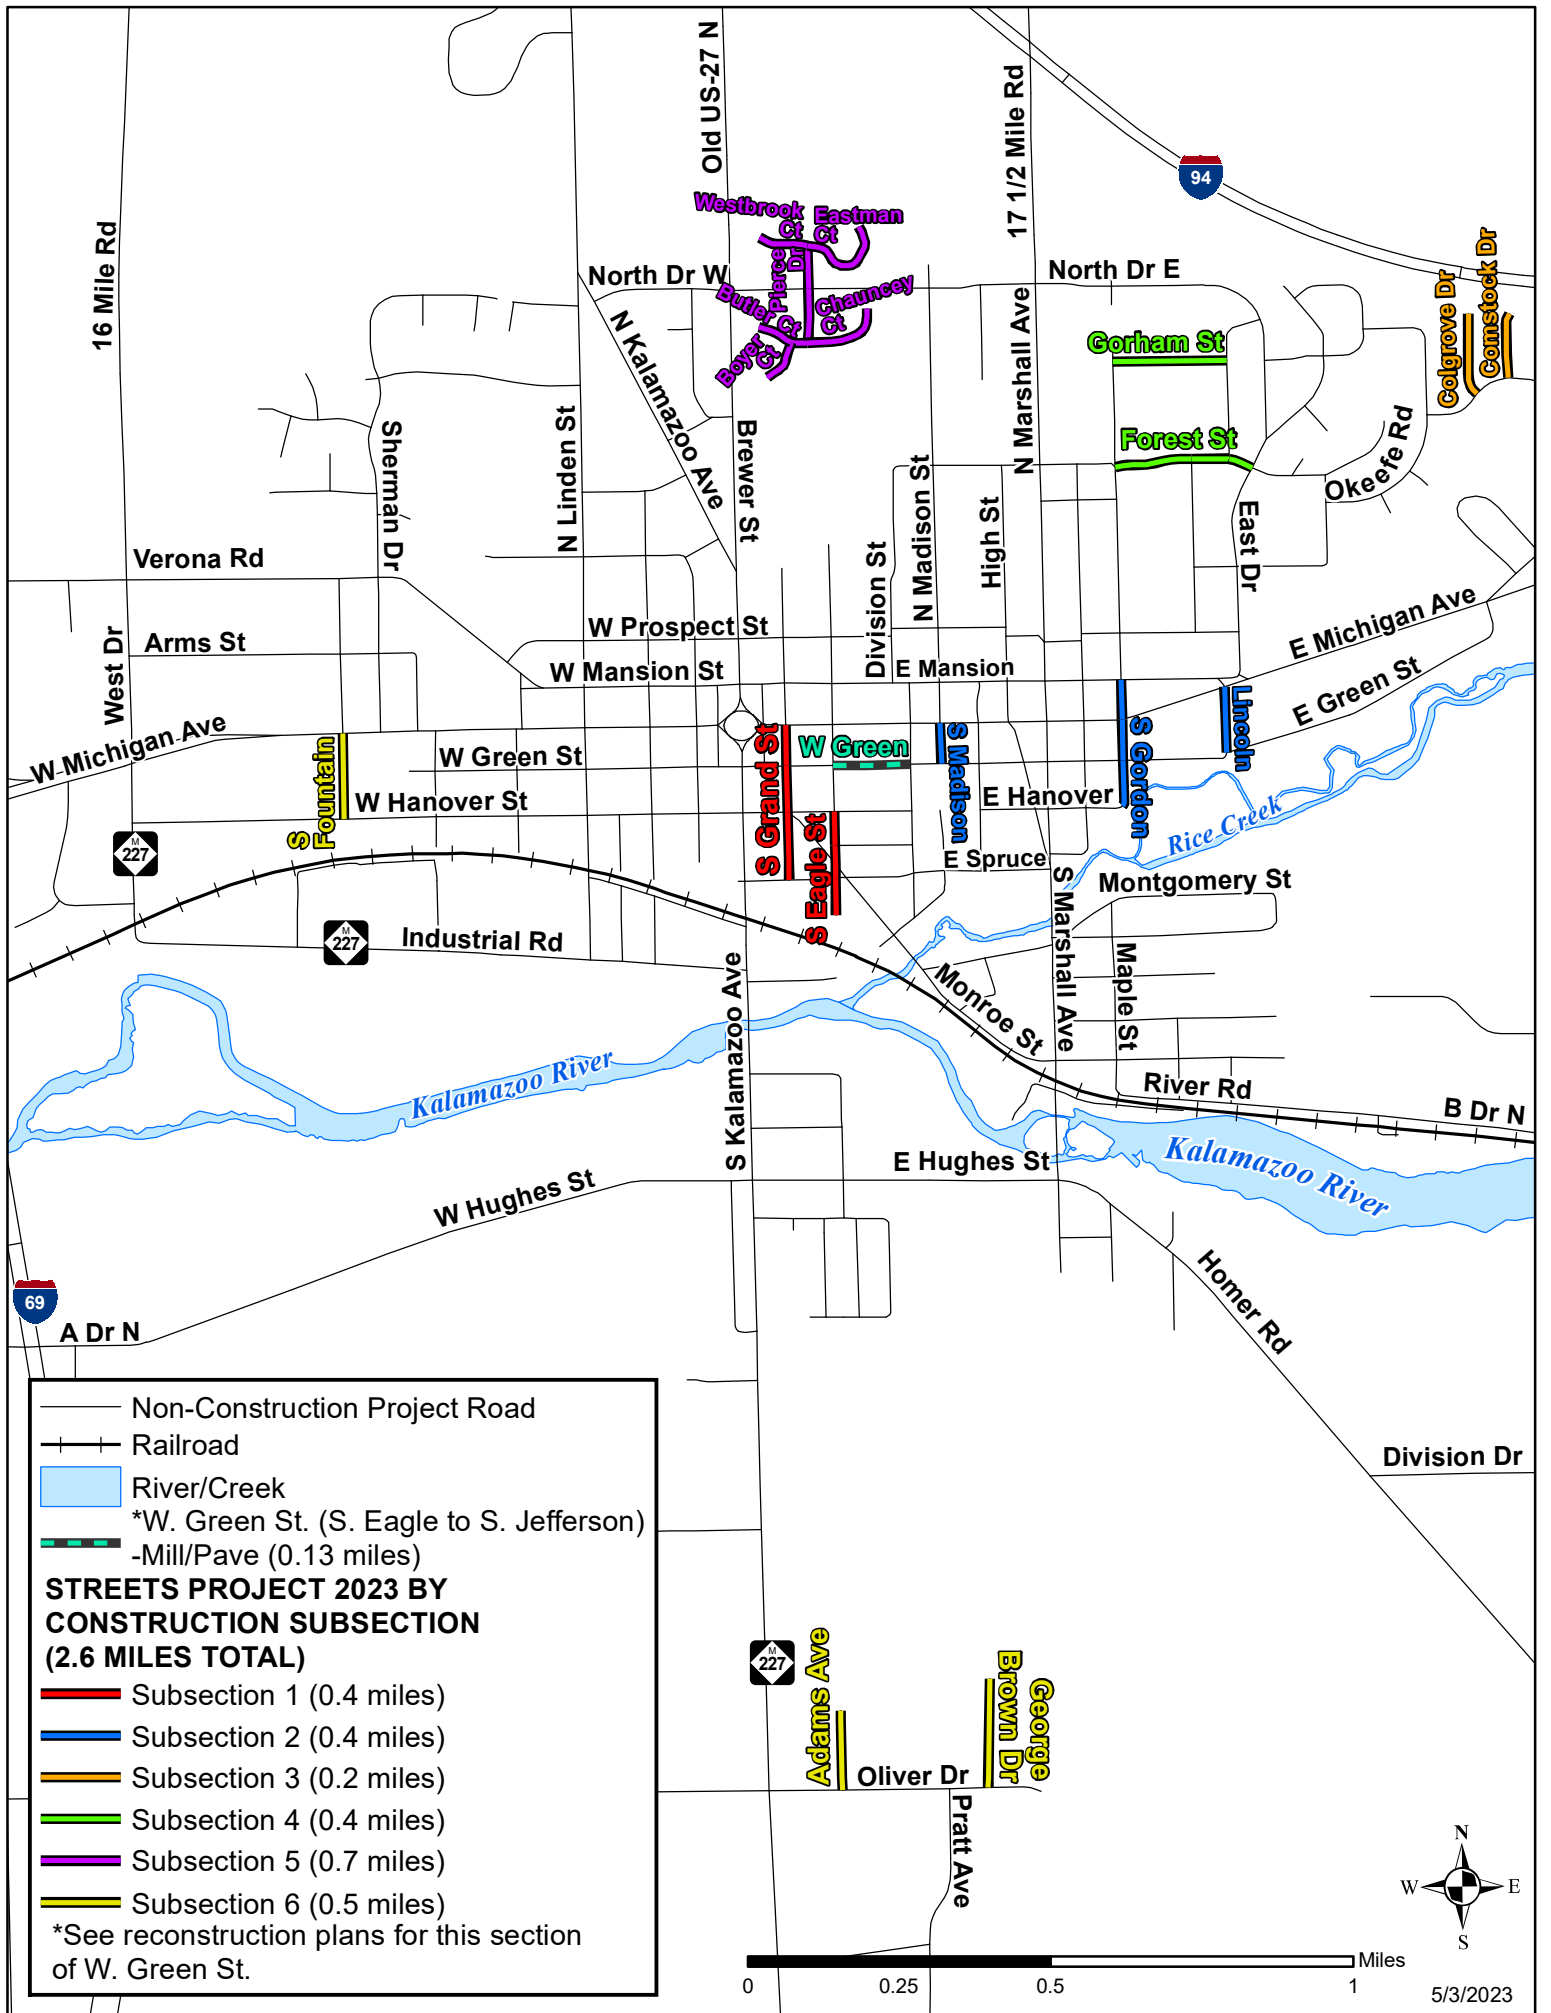 Old US-27 N
17 1/2 Mile Rd
94
16 Mile Rd
Westbrook
Ct
Eastman
Ct
Pierce
Dr
North Dr W
North Dr E
Butler Ct
Chauncey
Ct
Boyer
Ct
Colgrove Dr
Comstock Dr
N Kalamazoo Ave
N Marshall Ave
Gorham St
Forest St
Okeefe Rd
Sherman Dr
N Linden St
Brewer St
N Madison St
High St
Division St
East Dr
Verona Rd
W Prospect St
Arms St
West Dr
W Mansion St
E Mansion
E Michigan Ave
E Green St
W Michigan Ave
W Green St
S Grand St
W Green
S Madison
S Gordon
Lincoln
S
Fountain
W Hanover St
E Hanover
Rice Creek
M
227
S Eagle St
E Spruce
Montgomery St
M
227
Industrial Rd
S Marshall Ave
Maple St
Monroe St
S Kalamazoo Ave
Kalamazoo River
River Rd
B Dr N
E Hughes St
Kalamazoo River
W Hughes St
Homer Rd
69
A Dr N
Division Dr
Non-Construction Project Road
Railroad
River/Creek
*W. Green St. (S. Eagle to S. Jefferson)
-Mill/Pave (0.13 miles)
STREETS PROJECT 2023 BY
CONSTRUCTION SUBSECTION
(2.6 MILES TOTAL)
Subsection 1 (0.4 miles)
Subsection 2 (0.4 miles)
Subsection 3 (0.2 miles)
Subsection 4 (0.4 miles)
Subsection 5 (0.7 miles)
Subsection 6 (0.5 miles)
*See reconstruction plans for this section
of W. Green St.
M
227
Adams Ave
George
Brown Dr
Oliver Dr
Pratt Ave
N
W
E
S
Miles
0
0.25
0.5
1
5/3/2023